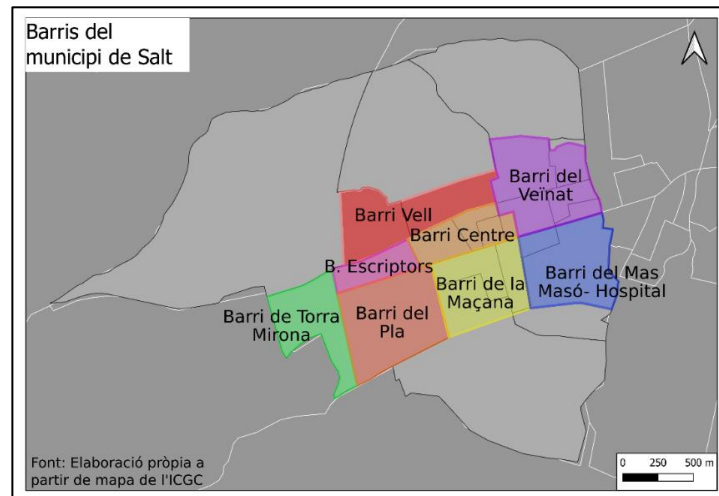 Barris del
municipi de Salt
Barri del
Veïnat
Barri Vell
Barri Centre
B. Escriptors
Barri de la
Maçana
Barri del Mas
Masó- Hospital
Barri de Torra
Mirona
Barri del
Pla
Font: Elaboració pròpia a
partir de mapa de l'ICGC
0 250 500 m